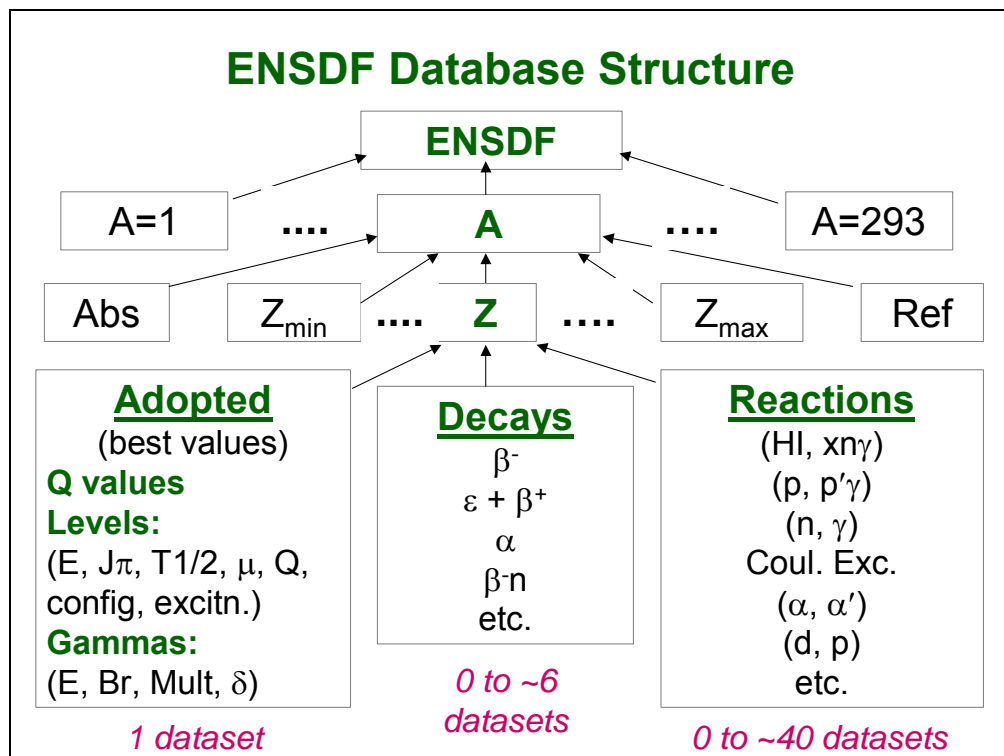 ENSDF Database Structure
ENSDF
A=1
....
A
....
A=293
Abs
Zmin
....
Z
....
Zmax
Ref
Adopted
(best values)
Q values
Levels:
(E, Jπ, T1/2, μ, Q,
config, excitn.)
Gammas:
(E, Br, Mult, δ)
1 dataset
Decays
β-
ε + β+
α
β-n
etc.
0 to ~6
datasets
Reactions
(HI, xnγ)
(p, p′γ)
(n, γ)
Coul. Exc.
(α, α′)
(d, p)
etc.
0 to ~40 datasets